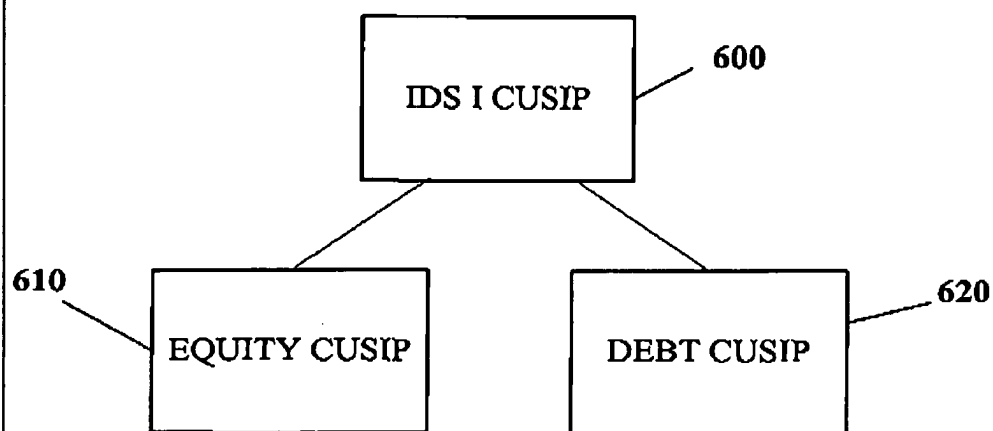 600
IDS I CUSIP
610
620
EQUITY CUSIP
DEBT CUSIP